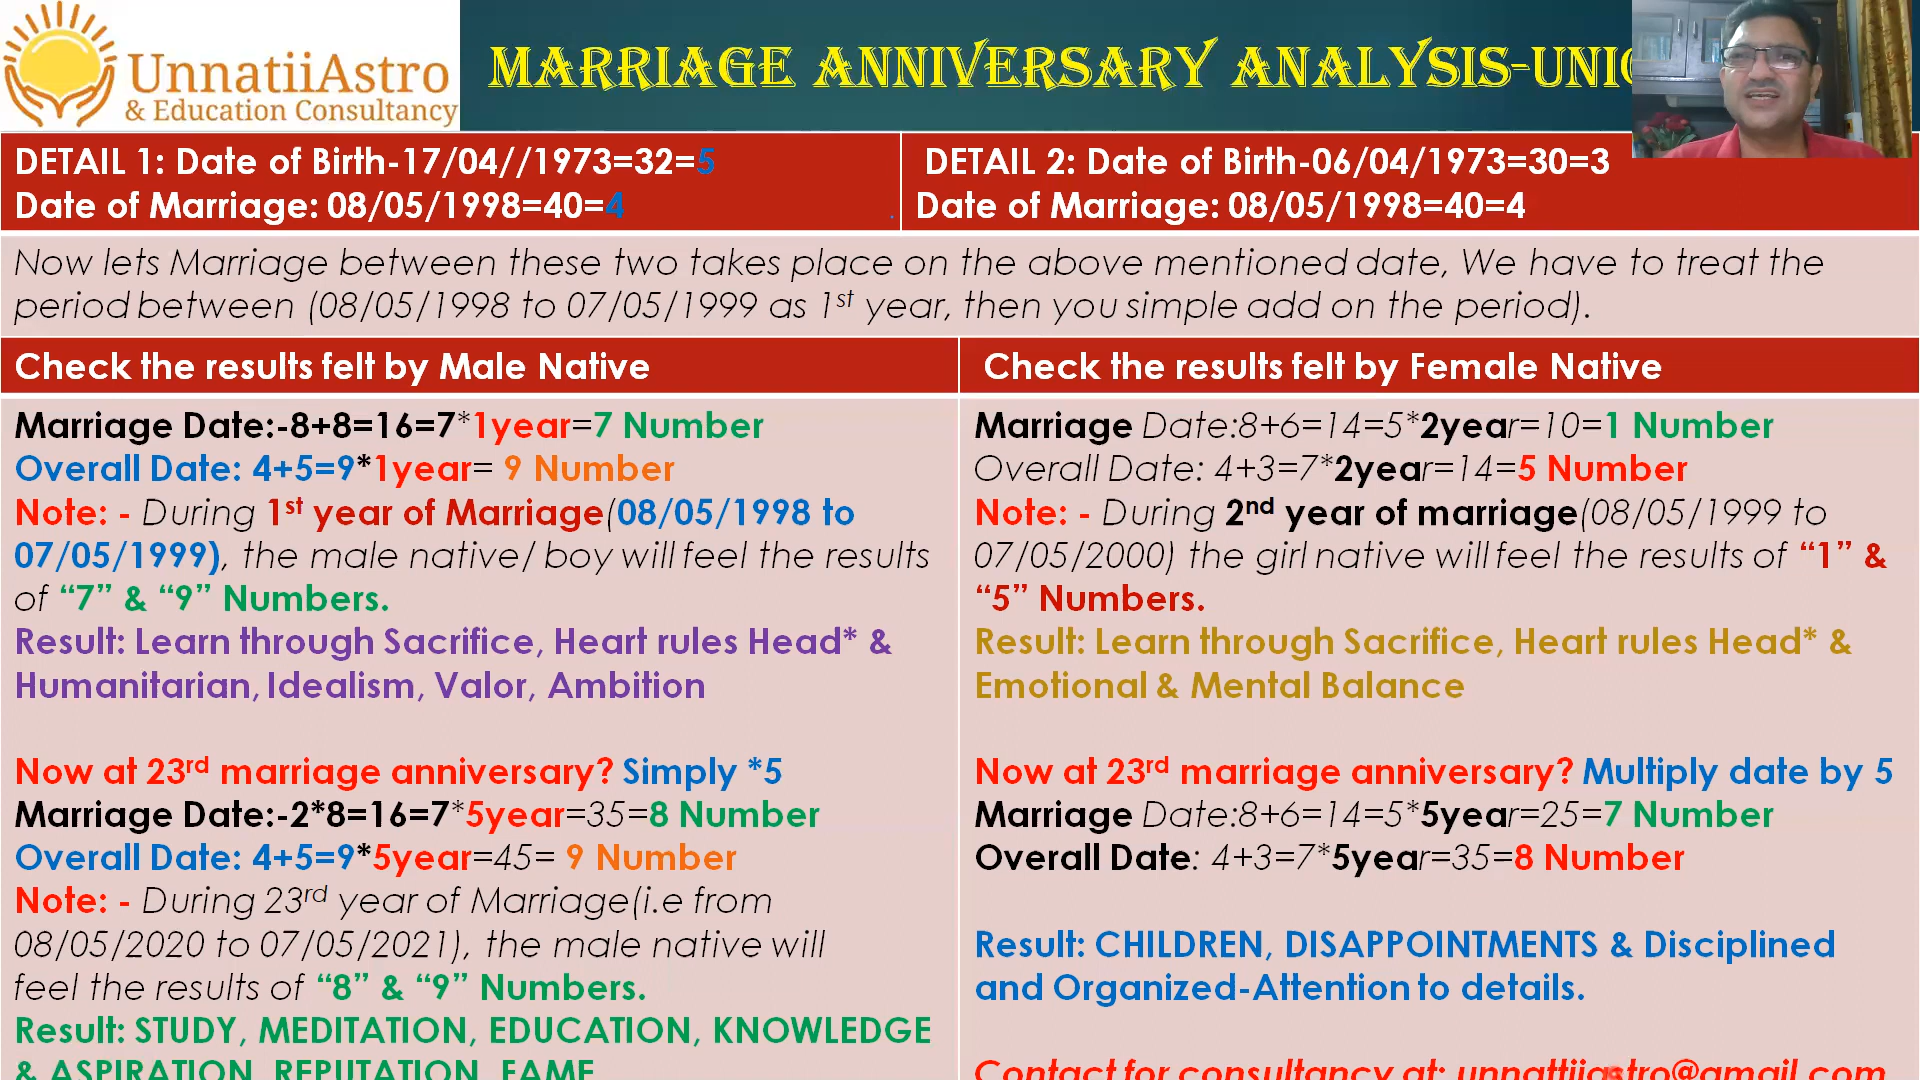 UnnatiiAstro
& Education Consultancy
MARRIAGE ANNIVERSARY ANALYSIS-UNI
DETAIL 1: Date of Birth-17/04//1973=32=5
Date of Marriage: 08/05/1998=40=4
DETAIL 2: Date of Birth-06/04/1973=30=3
Date of Marriage: 08/05/1998=40=4
Now lets Marriage between these two takes place on the above mentioned date, We have to treat the
period between (08/05/1998 to 07/05/1999 as 1st year, then you simple add on the period).
Check the results felt by Male Native
Marriage Date:-8+8=16=7*1year=7 Number
Overall Date: 4+5=9*1year= 9 Number
Note: - During 1st year of Marriage(08/05/1998 to
07/05/1999), the male native/ boy will feel the results
of “7” & “9” Numbers.
Result: Learn through Sacrifice, Heart rules Head* &
Humanitarian, Idealism, Valor, Ambition
Now at 23rd marriage anniversary? Simply *5
Marriage Date:-2*8=16=7*5year=35=8 Number
Overall Date: 4+5=9*5year=45= 9 Number
Note: - During 23rd year of Marriage(i.e from
08/05/2020 to 07/05/2021), the male native will
feel the results of “8” & “9” Numbers.
Result: STUDY, MEDITATION, EDUCATION, KNOWLEDGE
& ASPIRATION, REPUTATION, FAME
Check the results felt by Female Native
Marriage Date:8+6=14=5*2year=10=1 Number
Overall Date: 4+3=7*2year=14=5 Number
Note: - During 2nd year of marriage(08/05/1999 to
07/05/2000) the girl native will feel the results of “1” &
“5” Numbers.
Result: Learn through Sacrifice, Heart rules Head* &
Emotional & Mental Balance
Now at 23rd marriage anniversary? Multiply date by 5
Marriage Date:8+6=14=5*5year=25=7 Number
Overall Date: 4+3=7*5year=35=8 Number
Result: CHILDREN, DISAPPOINTMENTS & Disciplined
and Organized-Attention to details.
Contact for consultancy at: unnattiiastro@gmail.com